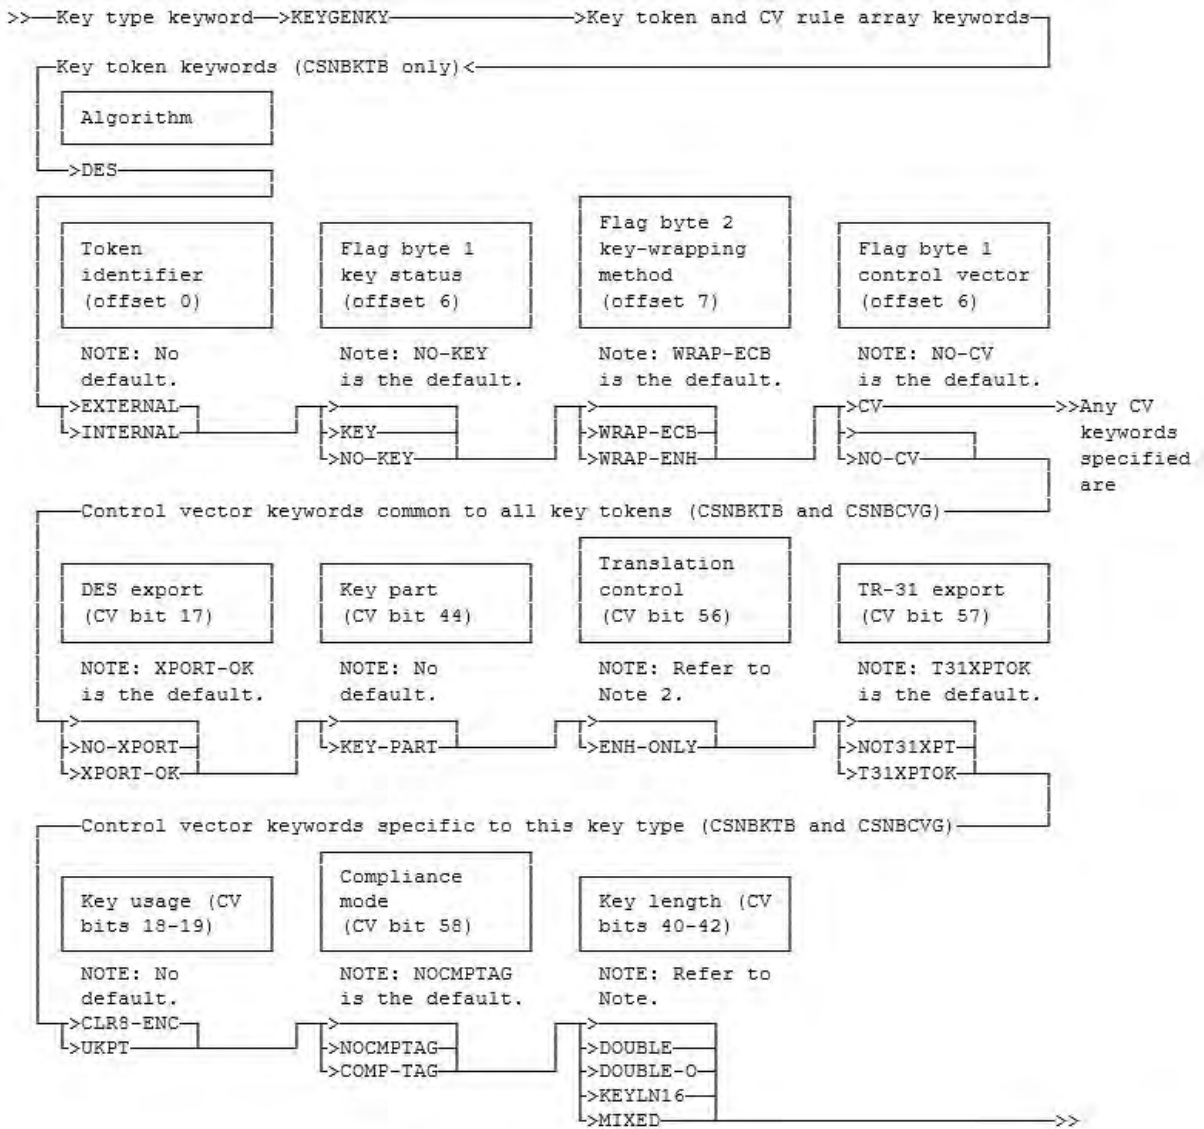 >>—Key type keyword—>KEYGENKY—>Key token and CV rule array keywords
Key token keywords (CSNBKTB only)<
Algorithm
>DES
Token identifier (offset 0)
Flag byte 1 key status (offset 6)
Flag byte 2 key-wrapping method (offset 7)
Flag byte 1 control vector (offset 6)
NOTE: No default.
Note: NO-KEY is the default.
Note: WRAP-ECB is the default.
NOTE: NO-CV is the default.
>EXTERNAL
>INTERNAL
>
>KEY
>NO-KEY
>
>WRAP-ECB
>WRAP-ENH
>CV—>>Any CV keywords specified are
>
>NO-CV
Control vector keywords common to all key tokens (CSNBKTB and CSNBCVG)
DES export (CV bit 17)
Key part (CV bit 44)
Translation control (CV bit 56)
TR-31 export (CV bit 57)
NOTE: XPORT-OK is the default.
NOTE: No default.
NOTE: Refer to Note 2.
NOTE: T31XPTOK is the default.
>
>NO-XPORT
>XPORT-OK
>
>KEY-PART
>
>ENH-ONLY
>
>NOT31XPT
>T31XPTOK
Control vector keywords specific to this key type (CSNBKTB and CSNBCVG)
Key usage (CV bits 18-19)
Compliance mode (CV bit 58)
Key length (CV bits 40-42)
NOTE: No default.
NOTE: NOCMPTAG is the default.
NOTE: Refer to Note.
>CLR8-ENC
>UKPT
>
>NOCMPTAG
>COMP-TAG
>
>DOUBLE
>DOUBLE-O
>KEYLN16
>MIXED—>>